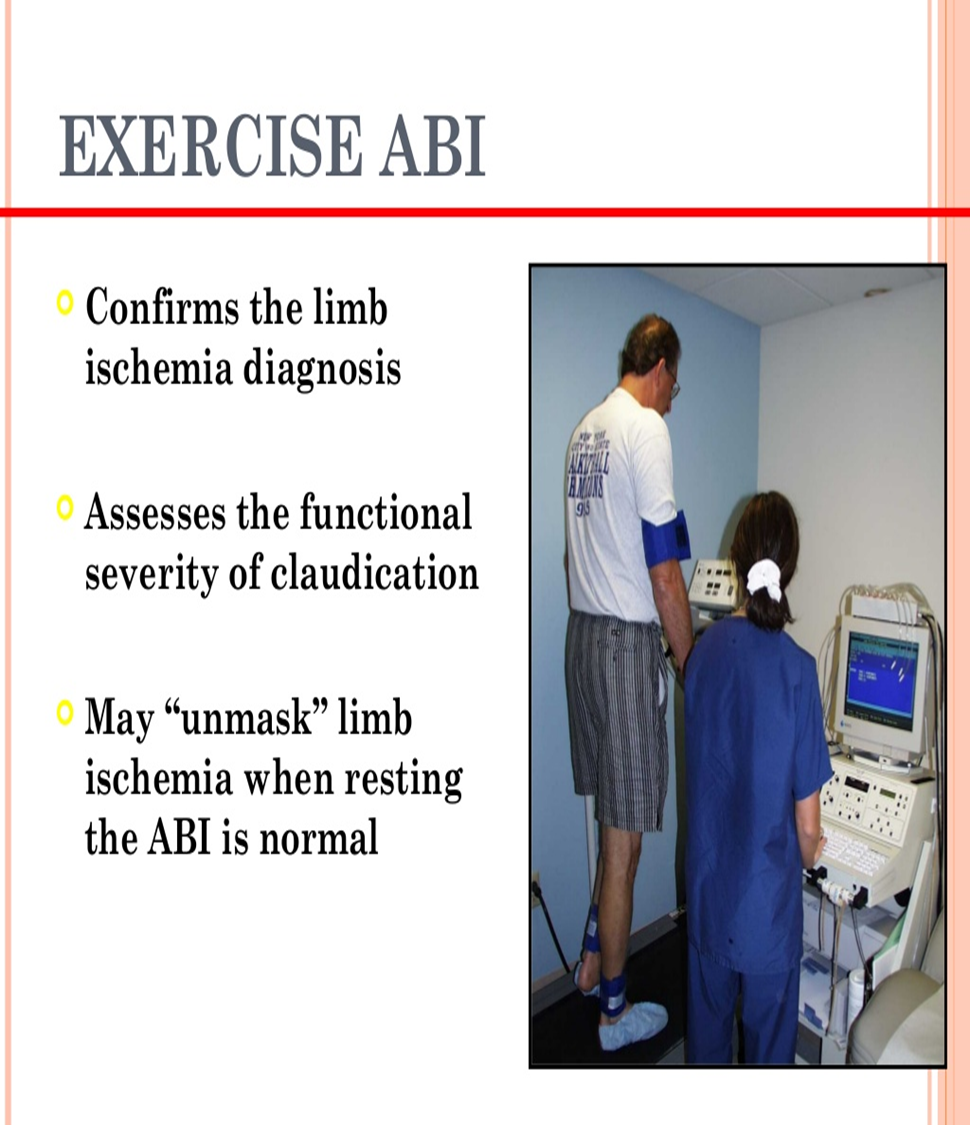 EXERCISE ABI
Confirms the limb
ischemia diagnosis
Assesses the functional
severity of claudication
May “unmask” limb
ischemia when resting
the ABI is normal